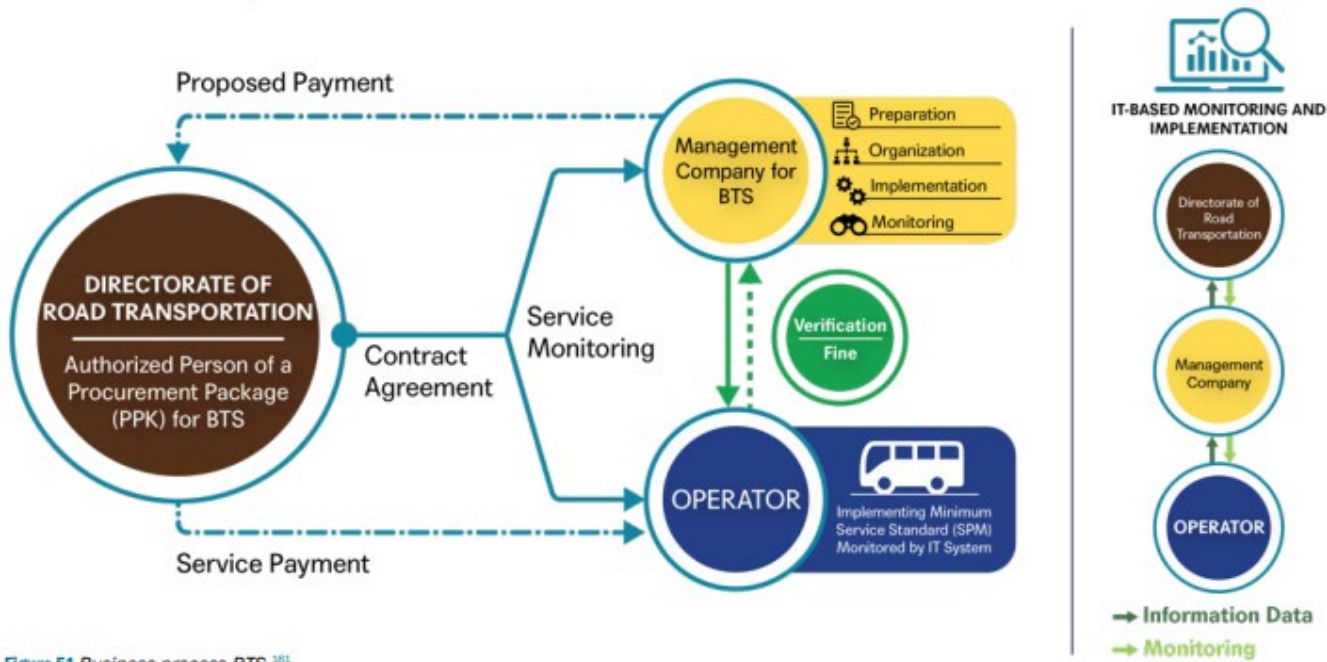 Proposed Payment
DIRECTORATE OF
ROAD TRANSPORTATION
Authorized Person of a
Procurement Package
(PPK) for BTS
Contract
Agreement
Service
Monitoring
Service Payment
Management
Company for
BTS
Preparation
Organization
Implementation
Monitoring
Verification
Fine
OPERATOR
Implementing Minimum
Service Standard (SPM)
Monitored by IT System
IT-BASED MONITORING AND
IMPLEMENTATION
Directorate of
Road
Transportation
Management
Company
OPERATOR
Information Data
Monitoring
Figure 51 Business process BTS 161